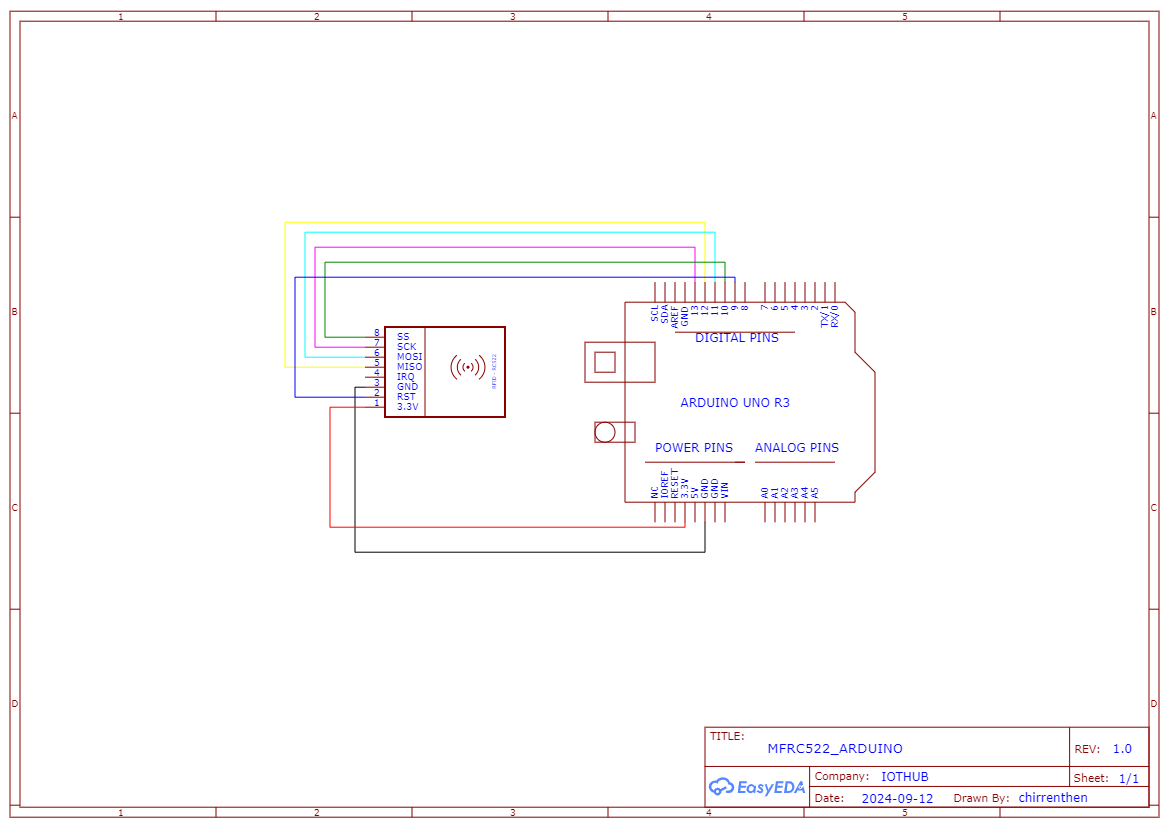 1 2 3 4 5
A A
B B
C C
D D
SCL SDA AREF GND 13 12 11 10 9 8 7 6 5 4 3 2 TX/1 RX/0
DIGITAL PINS
8 SS
7 SCK
6 MOSI
5 MISO
4 IRQ
3 GND
2 RST
1 3.3V
RFID - RC522
ARDUINO UNO R3
POWER PINS ANALOG PINS
NC IOREF RESET 3.3V 5V GND GND VIN A0 A1 A2 A3 A4 A5
TITLE:
MFRC522_ARDUINO
REV: 1.0
EasyEDA
Company: IOTHUB
Sheet: 1/1
Date: 2024-09-12 Drawn By: chirrenthen
1 2 3 4 5